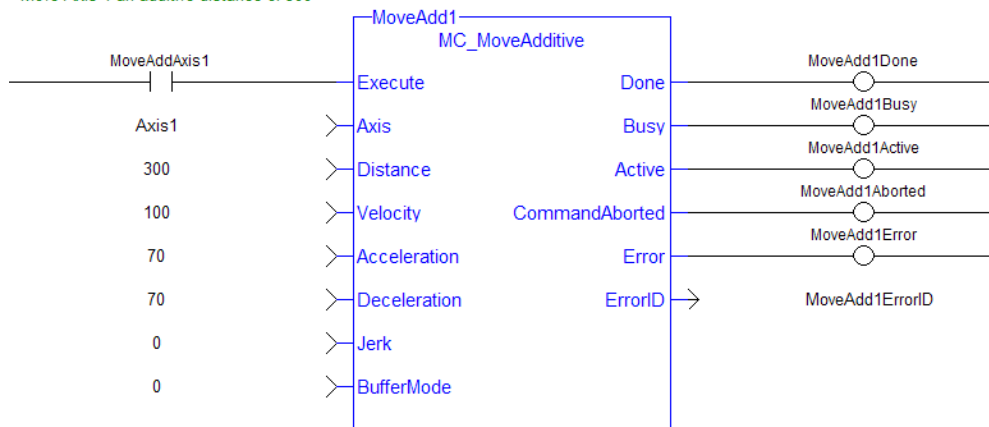 MoveAdd1
MC_MoveAdditive
MoveAddAxis1 Execute Done MoveAdd1Done
Axis1 Axis Busy MoveAdd1Busy
300 Distance Active MoveAdd1Active
100 Velocity CommandAborted MoveAdd1Aborted
70 Acceleration Error MoveAdd1Error
70 Deceleration ErrorID MoveAdd1ErrorID
0 Jerk
0 BufferMode